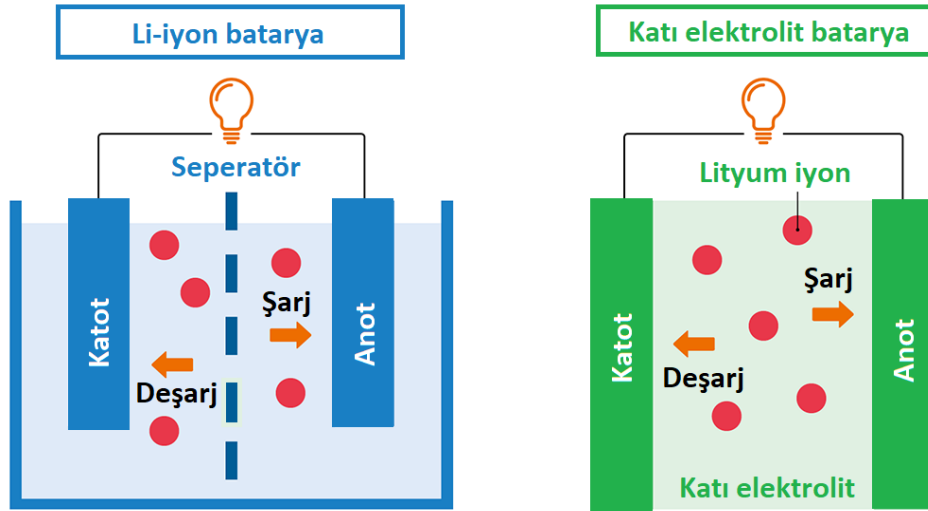 Li-iyon batarya
Seperatör
Katot
Şarj
Deşarj
Anot
Katı elektrolit batarya
Lityum iyon
Katot
Şarj
Deşarj
Anot
Katı elektrolit